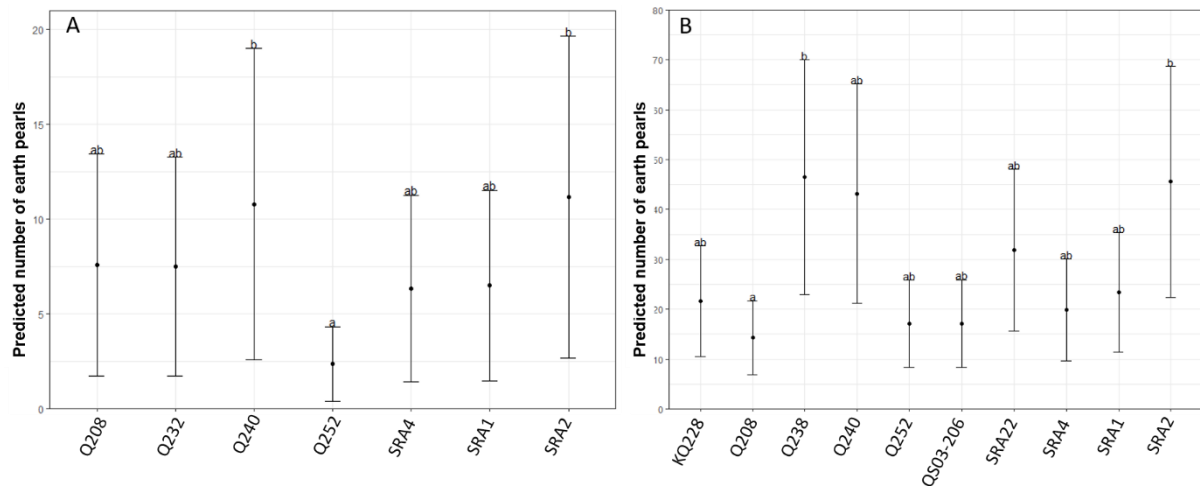 A
Predicted number of earth pearls
20
15
10
5
0
ab
ab
b
a
ab
ab
b
Q208
Q232
Q240
Q252
SRA4
SRA1
SRA2
B
Predicted number of earth pearls
80
70
60
50
40
30
20
10
0
ab
a
b
ab
ab
ab
ab
ab
ab
b
KQ228
Q208
Q238
Q240
Q252
QS03-206
SRA22
SRA4
SRA1
SRA2